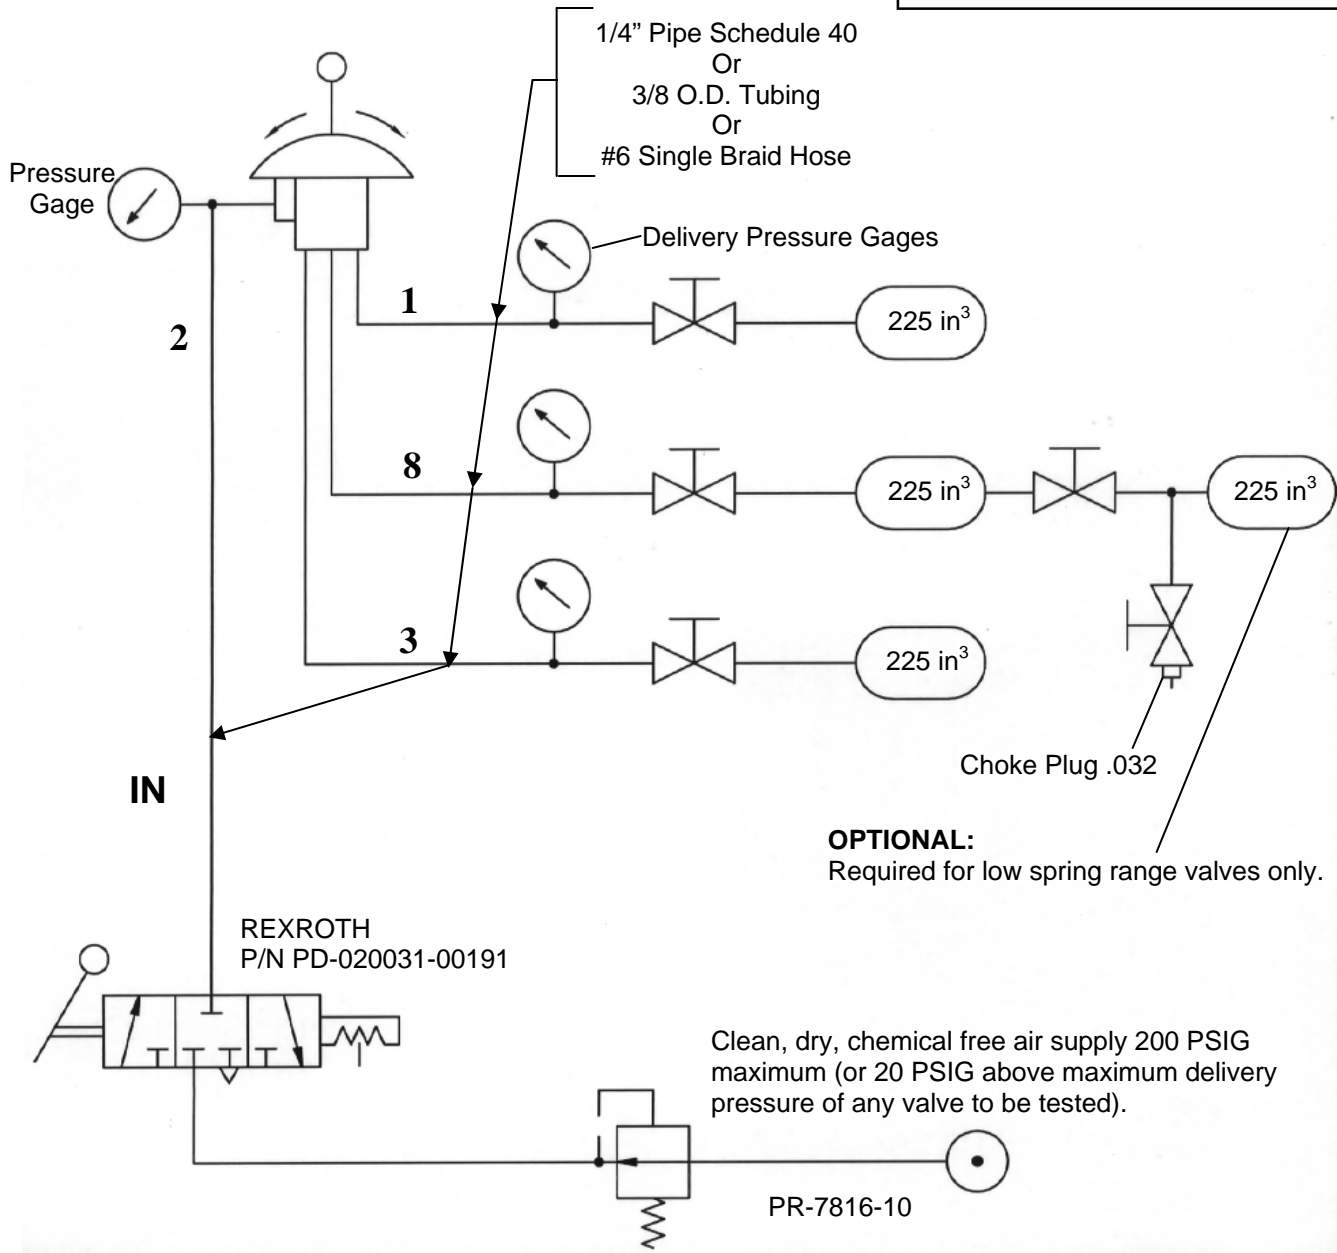 1/4” Pipe Schedule 40
Or
3/8 O.D. Tubing
Or
#6 Single Braid Hose
Pressure
Gage
Delivery Pressure Gages
1
225 in³
2
8
225 in³
225 in³
3
225 in³
Choke Plug .032
IN
OPTIONAL:
Required for low spring range valves only.
REXROTH
P/N PD-020031-00191
Clean, dry, chemical free air supply 200 PSIG
maximum (or 20 PSIG above maximum delivery
pressure of any valve to be tested).
PR-7816-10